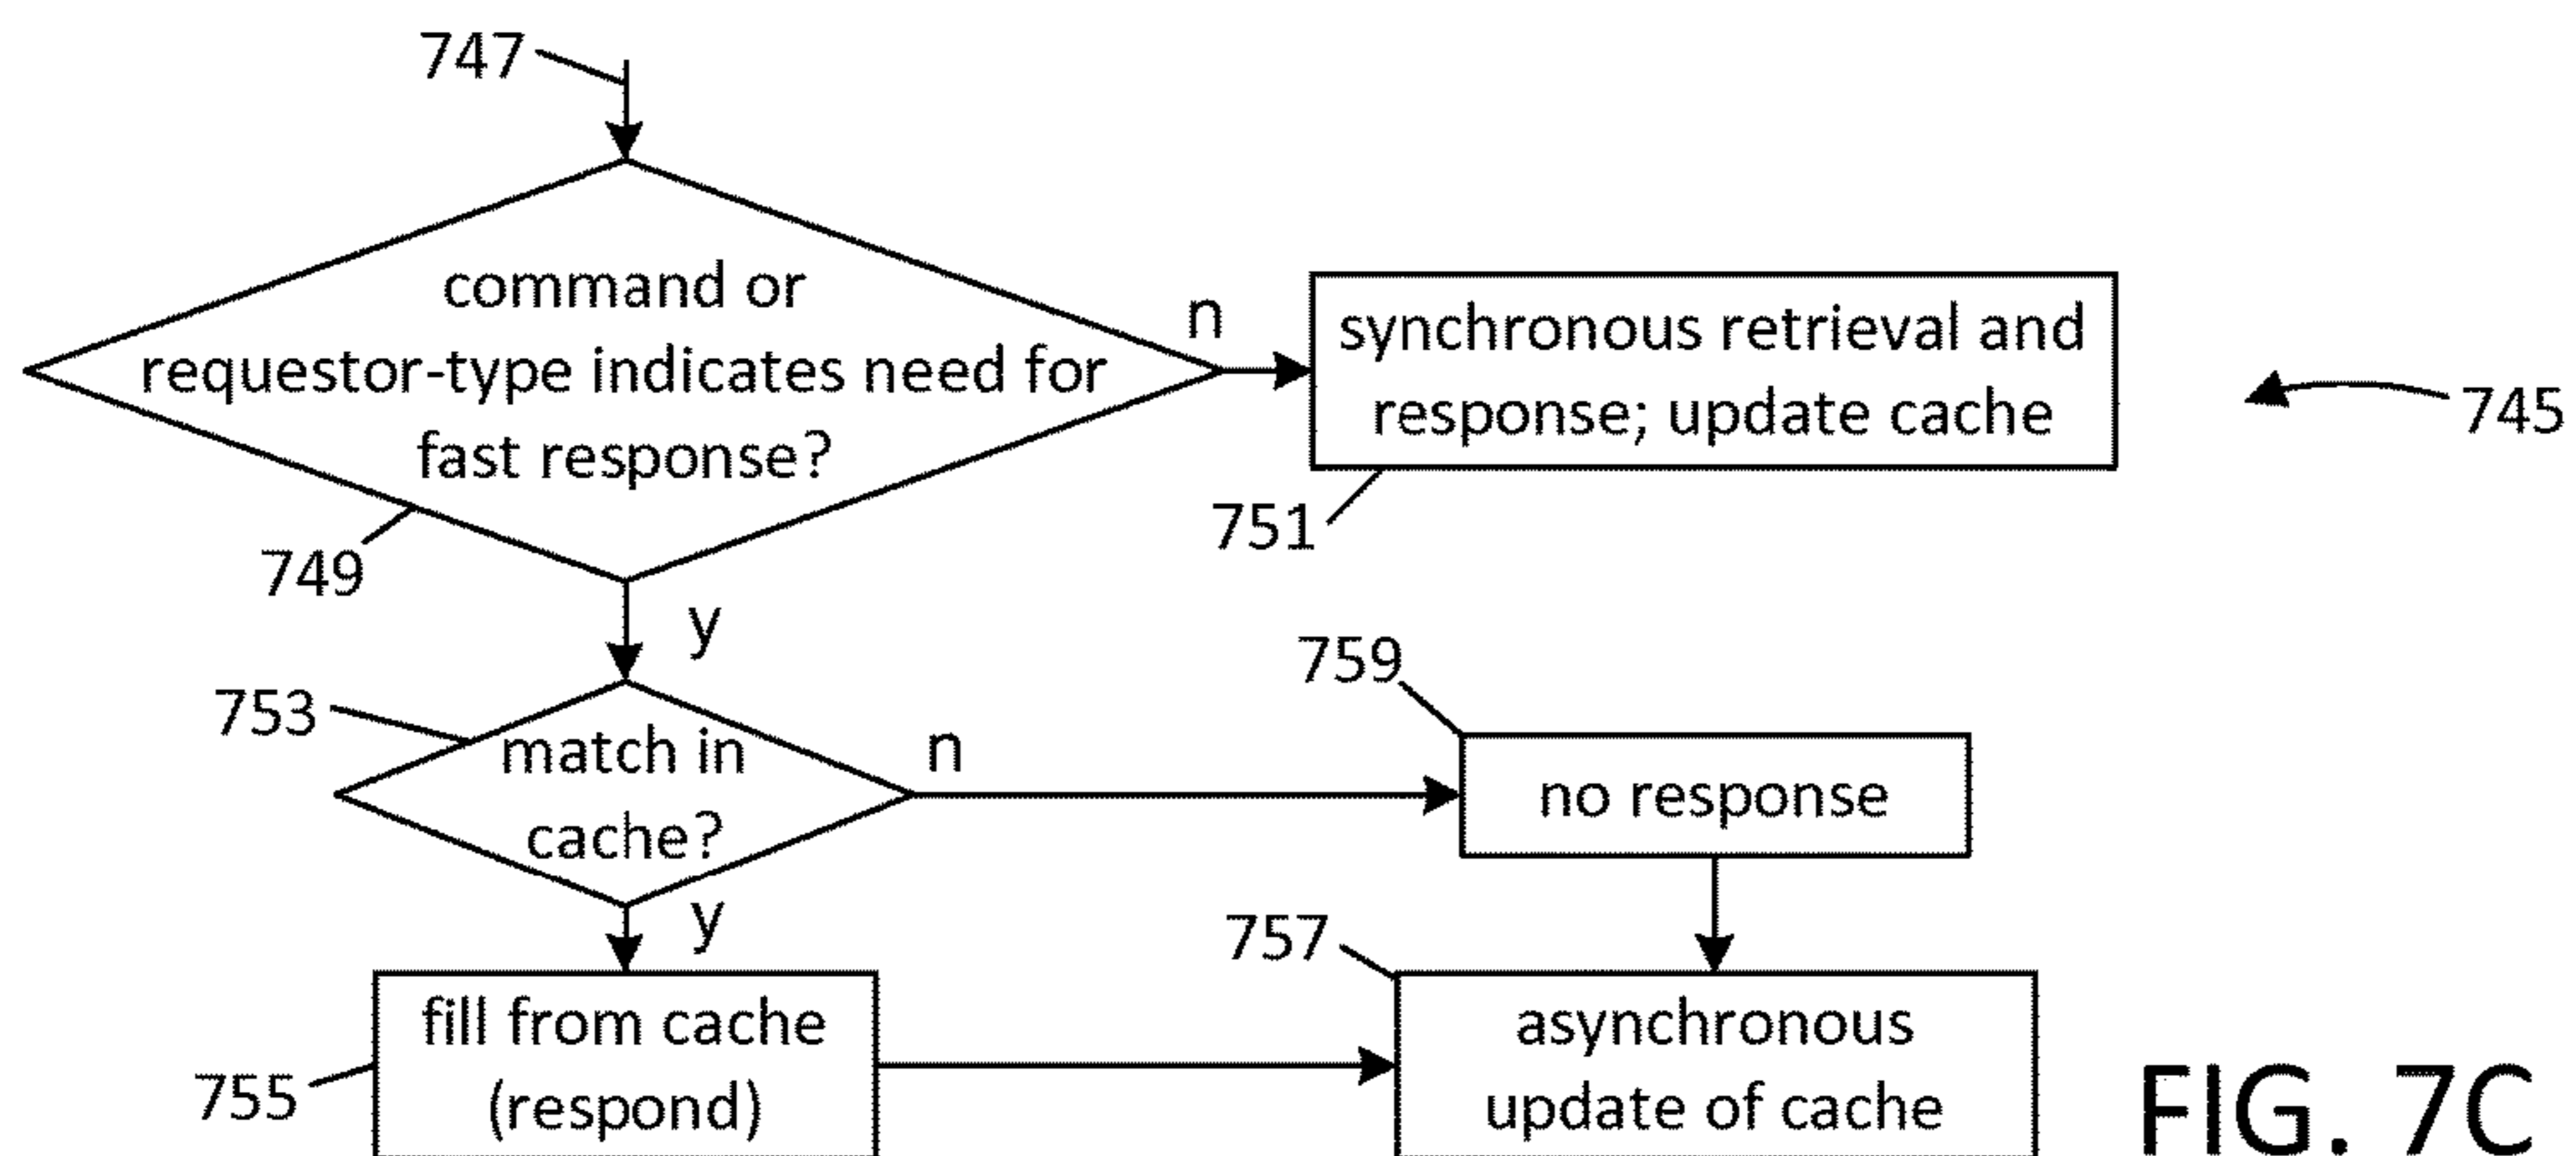 747
command or
requestor-type indicates need for
fast response?
n
synchronous retrieval and
response; update cache
745
751
749
y
759
753
match in
cache?
n
no response
y
757
fill from cache
(respond)
755
asynchronous
update of cache
FIG. 7C